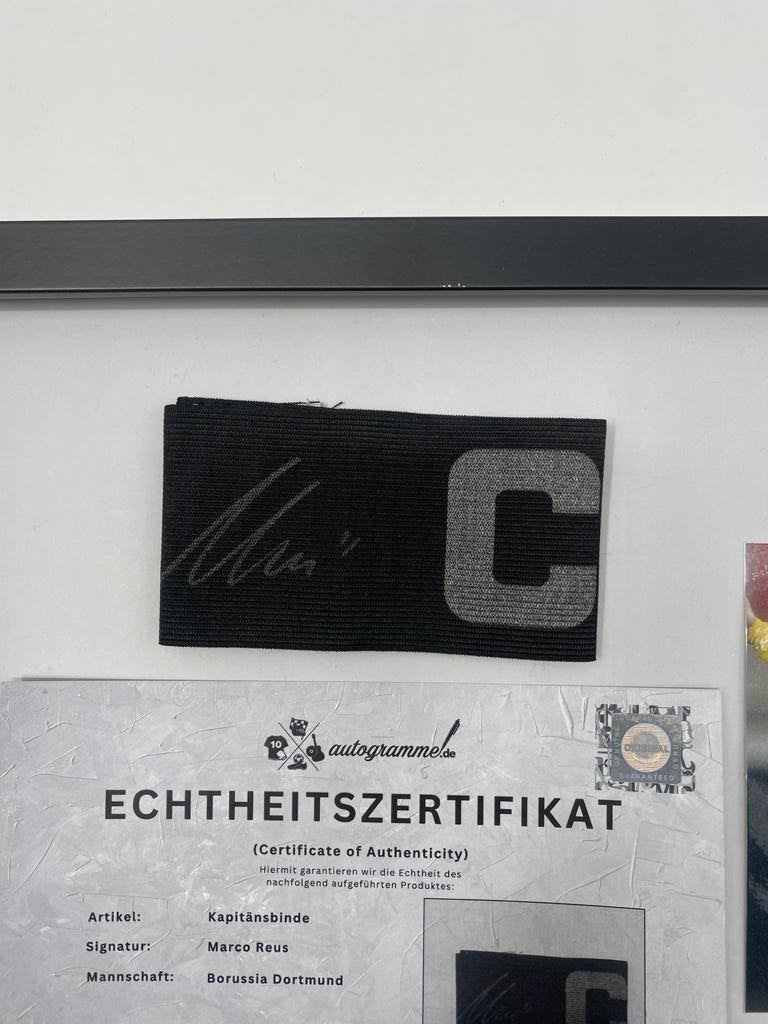 C
10
autogramme.de
ORIGINAL
GUARANTEED
ECHTHEITSZERTIFIKAT
(Certificate of Authenticity)
Hiermit garantieren wir die Echtheit des
nachfolgend aufgeführten Produktes:
Artikel: Kapitänsbinde
Signatur: Marco Reus
Mannschaft: Borussia Dortmund
C